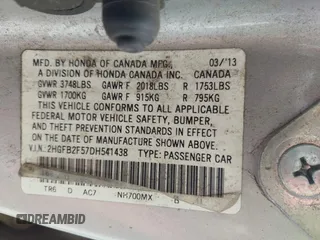 MFD. BY HONDA OF CANADA MFG., 03/13
A DIVISION OF HONDA CANADA INC. CANADA
GVWR 3748LBS GAWR F 2018LBS R 1753LBS
GVWR 1700KG GAWR F 915KG R 795KG
THIS VEHICLE CONFORMS TO ALL APPLICABLE
FEDERAL MOTOR VEHICLE SAFETY, BUMPER,
AND THEFT PREVENTION STANDARDS IN
EFFECT ON THE DATE OF
MANUFACTURE SHOWN ABOVE.
V.I.N. 2HGFB2F57DH541438 TYPE: PASSENGER CAR
TR6 D AC7 NH700MX B
DREAMBID